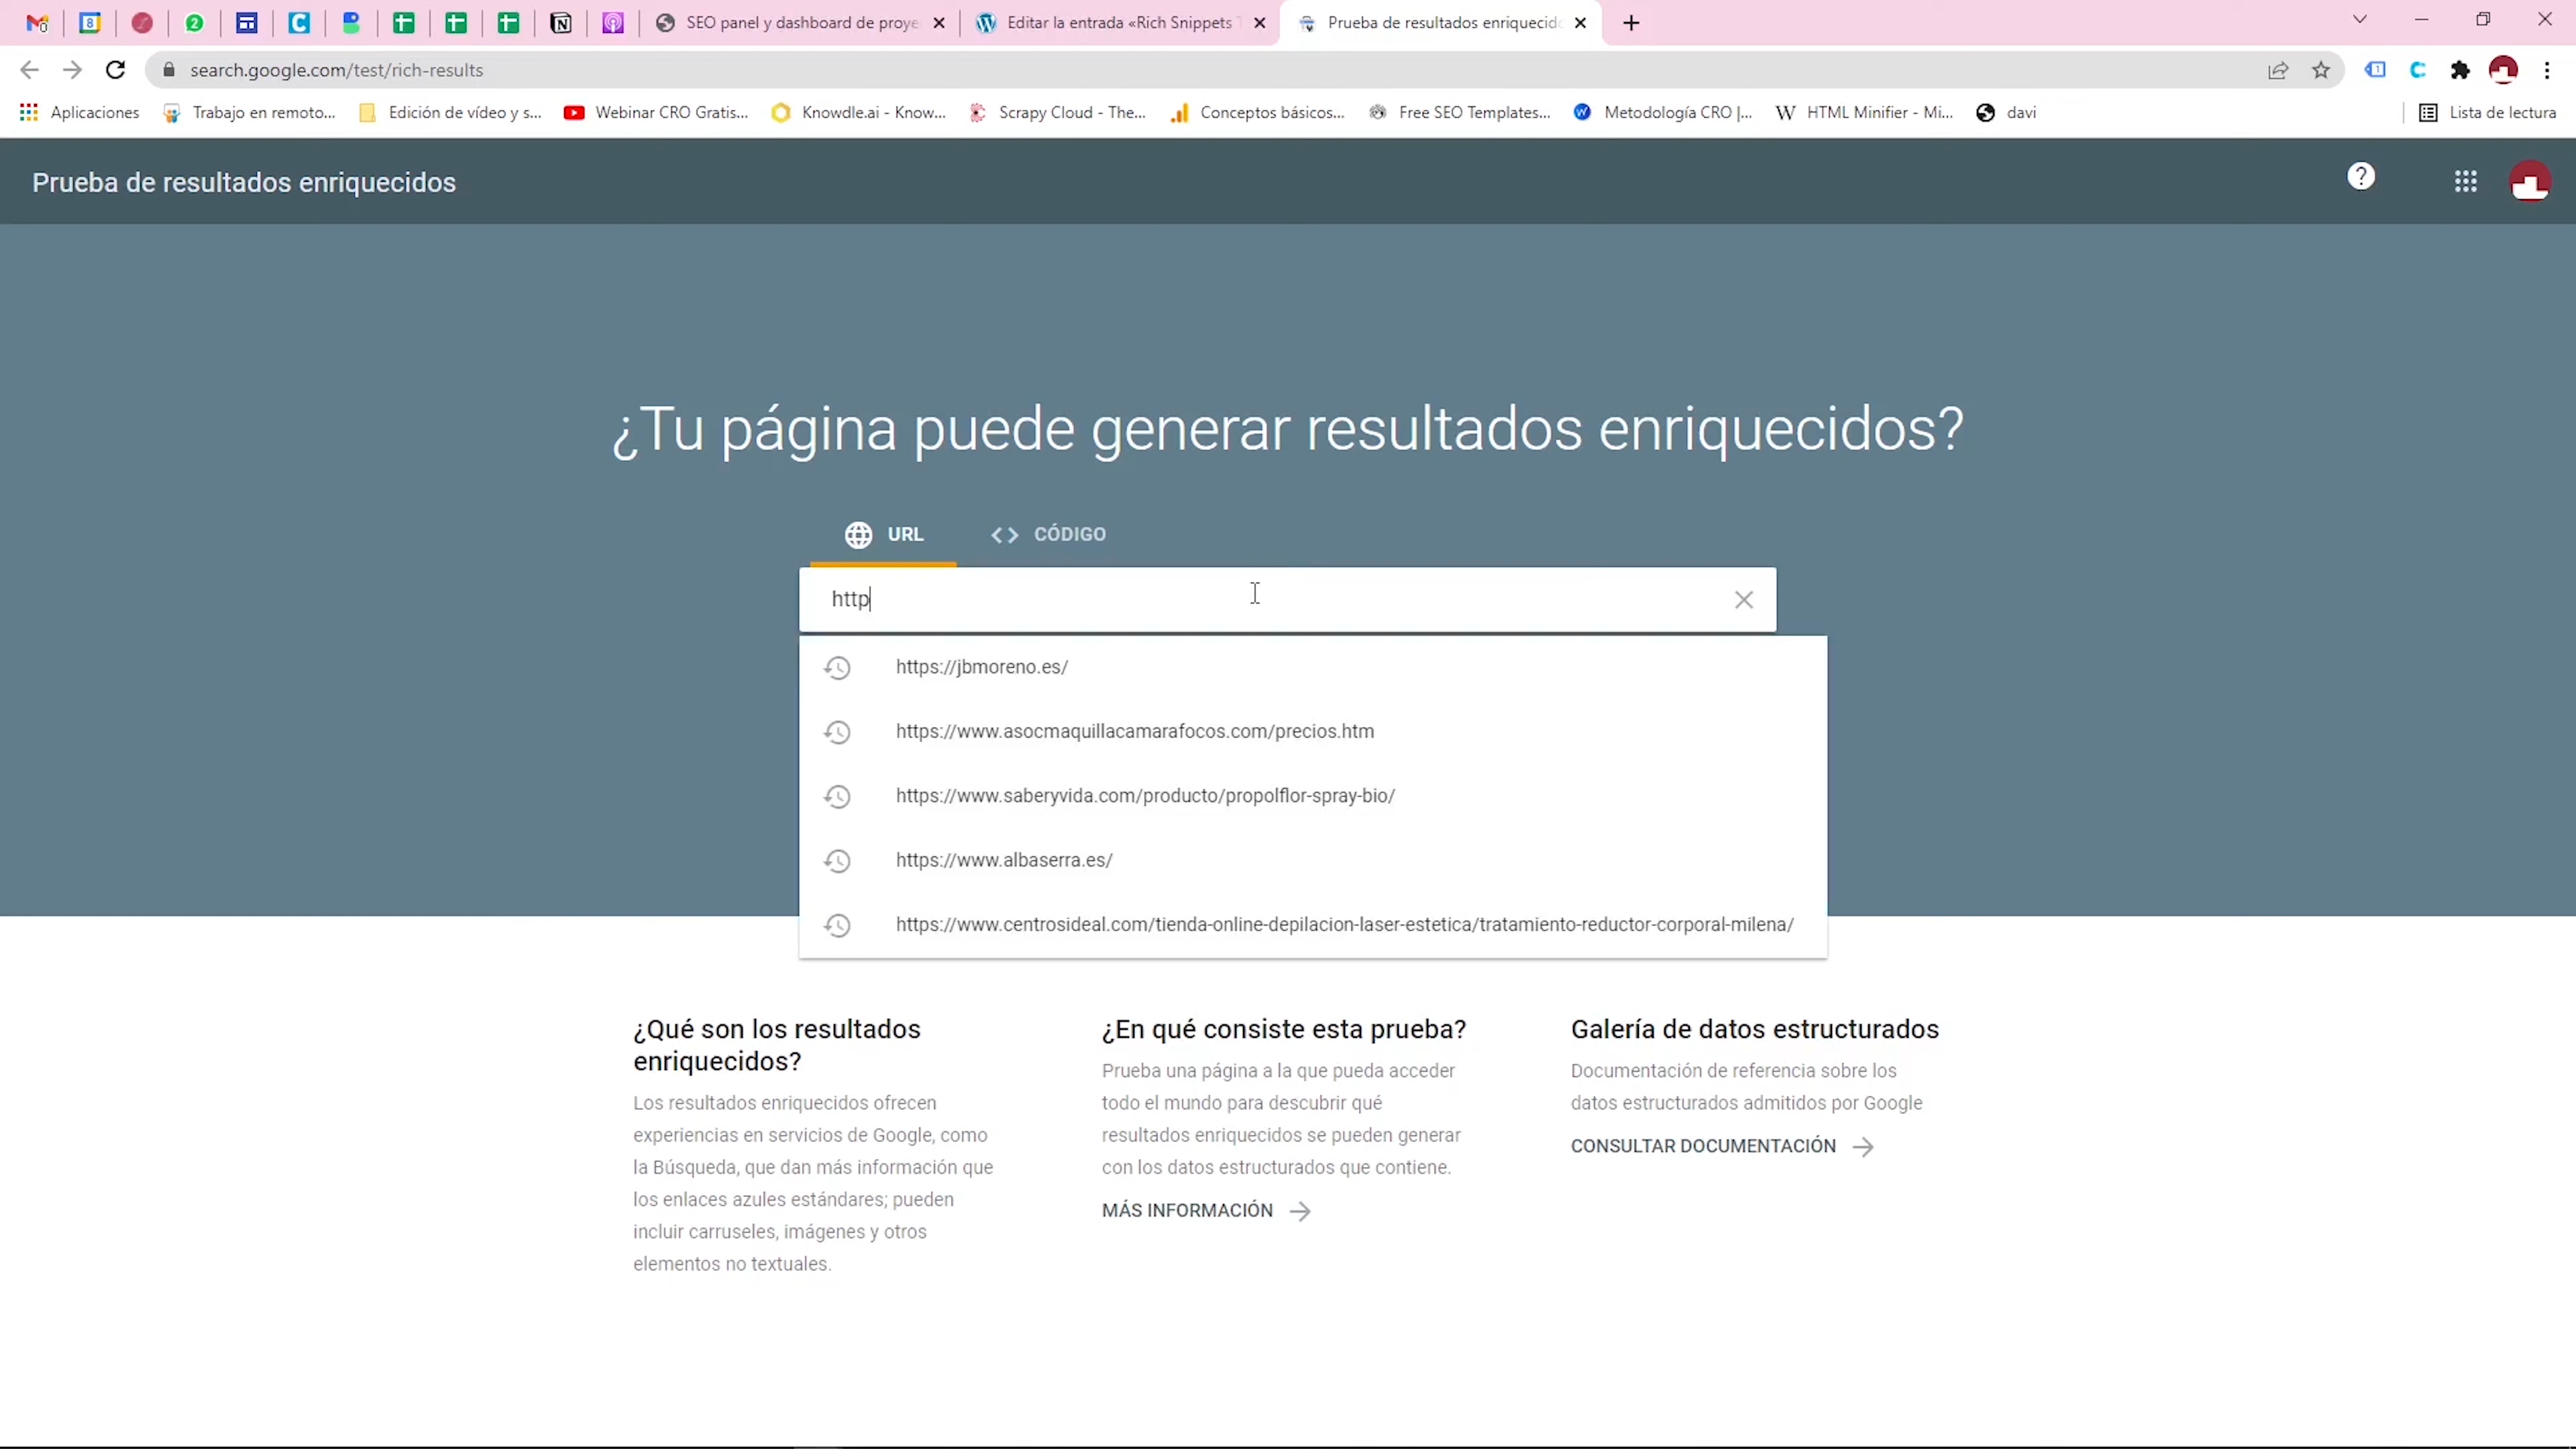 SEO panel y dashboard de proye
Editar la entrada «Rich Snippets T
Prueba de resultados enriquecido
search.google.com/test/rich-results
Aplicaciones
Trabajo en remoto...
Edición de vídeo y s...
Webinar CRO Gratis...
Knowdle.ai - Know...
Scrapy Cloud - The...
Conceptos básicos...
Free SEO Templates...
Metodología CRO |...
HTML Minifier - Mi...
davi
Lista de lectura
Prueba de resultados enriquecidos
¿Tu página puede generar resultados enriquecidos?
URL
CÓDIGO
http
https://jbmoreno.es/
https://www.asocmaquillacamarafocos.com/precios.htm
https://www.saberyvida.com/producto/propolflor-spray-bio/
https://www.albaserra.es/
https://www.centrosideal.com/tienda-online-depilacion-laser-estetica/tratamiento-reductor-corporal-milena/
¿Qué son los resultados
enriquecidos?
Los resultados enriquecidos ofrecen
experiencias en servicios de Google, como
la Búsqueda, que dan más información que
los enlaces azules estándares; pueden
incluir carruseles, imágenes y otros
elementos no textuales.
¿En qué consiste esta prueba?
Prueba una página a la que pueda acceder
todo el mundo para descubrir qué
resultados enriquecidos se pueden generar
con los datos estructurados que contiene.
MÁS INFORMACIÓN
Galería de datos estructurados
Documentación de referencia sobre los
datos estructurados admitidos por Google
CONSULTAR DOCUMENTACIÓN